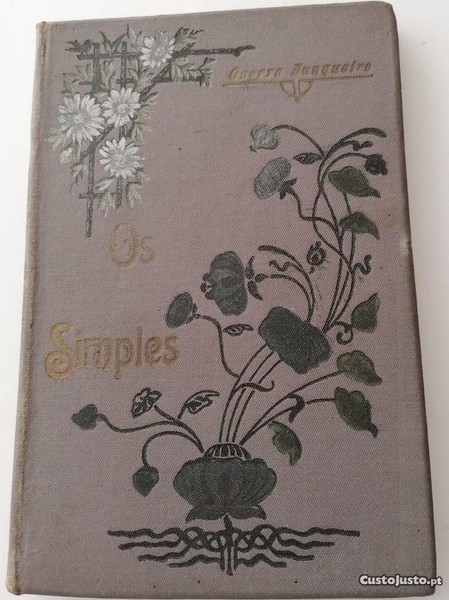 Guerra Junqueiro
Os
Simples
CustoJusto.pt